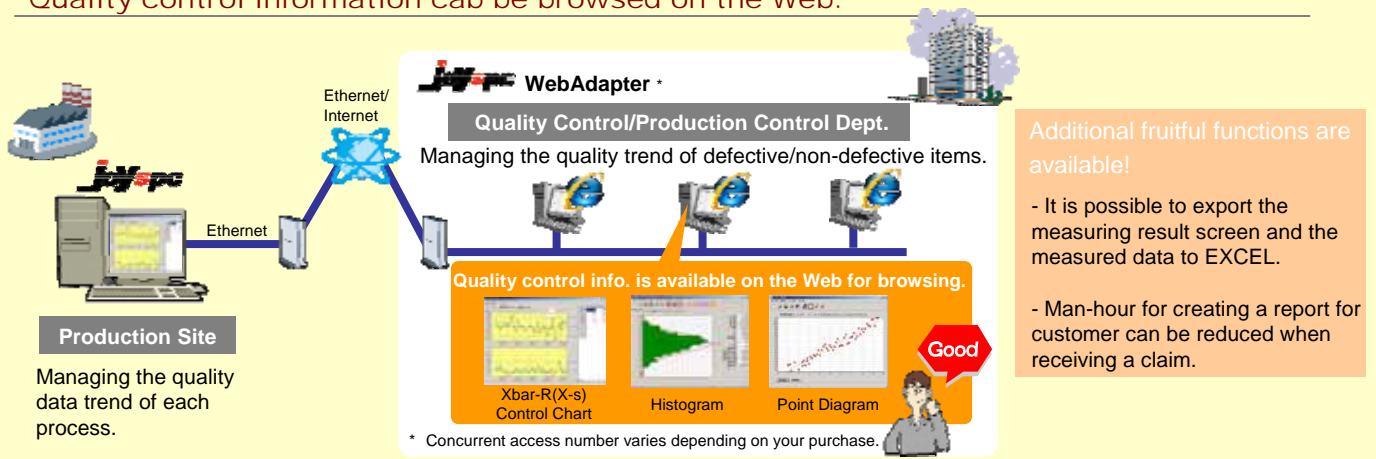 Quality control information cab be browsed on the Web.
Ethernet/
Internet
joyspc WebAdapter *
Quality Control/Production Control Dept.
Managing the quality trend of defective/non-defective items.
joyspc
Ethernet
Production Site
Managing the quality
data trend of each
process.
Quality control info. is available on the Web for browsing.
Xbar-R(X-s)
Control Chart
Histogram
Point Diagram
Good
* Concurrent access number varies depending on your purchase.
Additional fruitful functions are
available!
- It is possible to export the
measuring result screen and the
measured data to EXCEL.
- Man-hour for creating a report for
customer can be reduced when
receiving a claim.